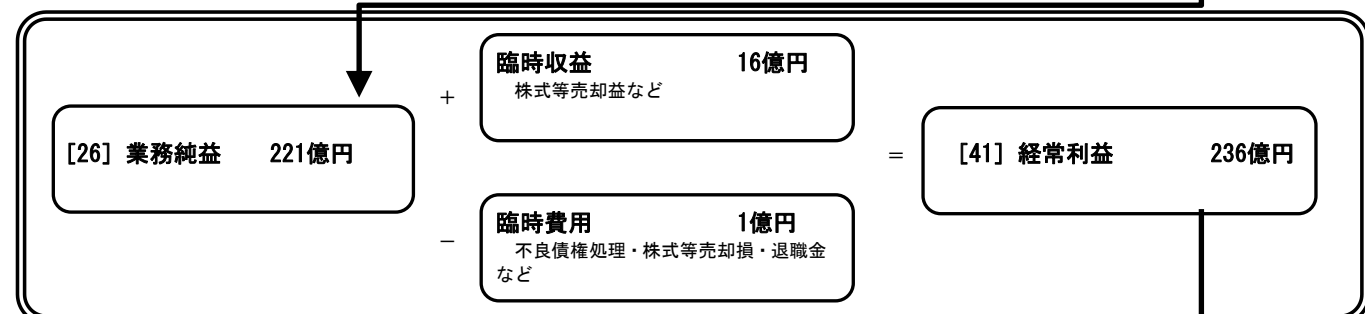 臨時収益 16億円
株式等売却益など
+
[26] 業務純益 221億円
=
[41] 経常利益 236億円
−
臨時費用 1億円
不良債権処理・株式等売却損・退職金
など